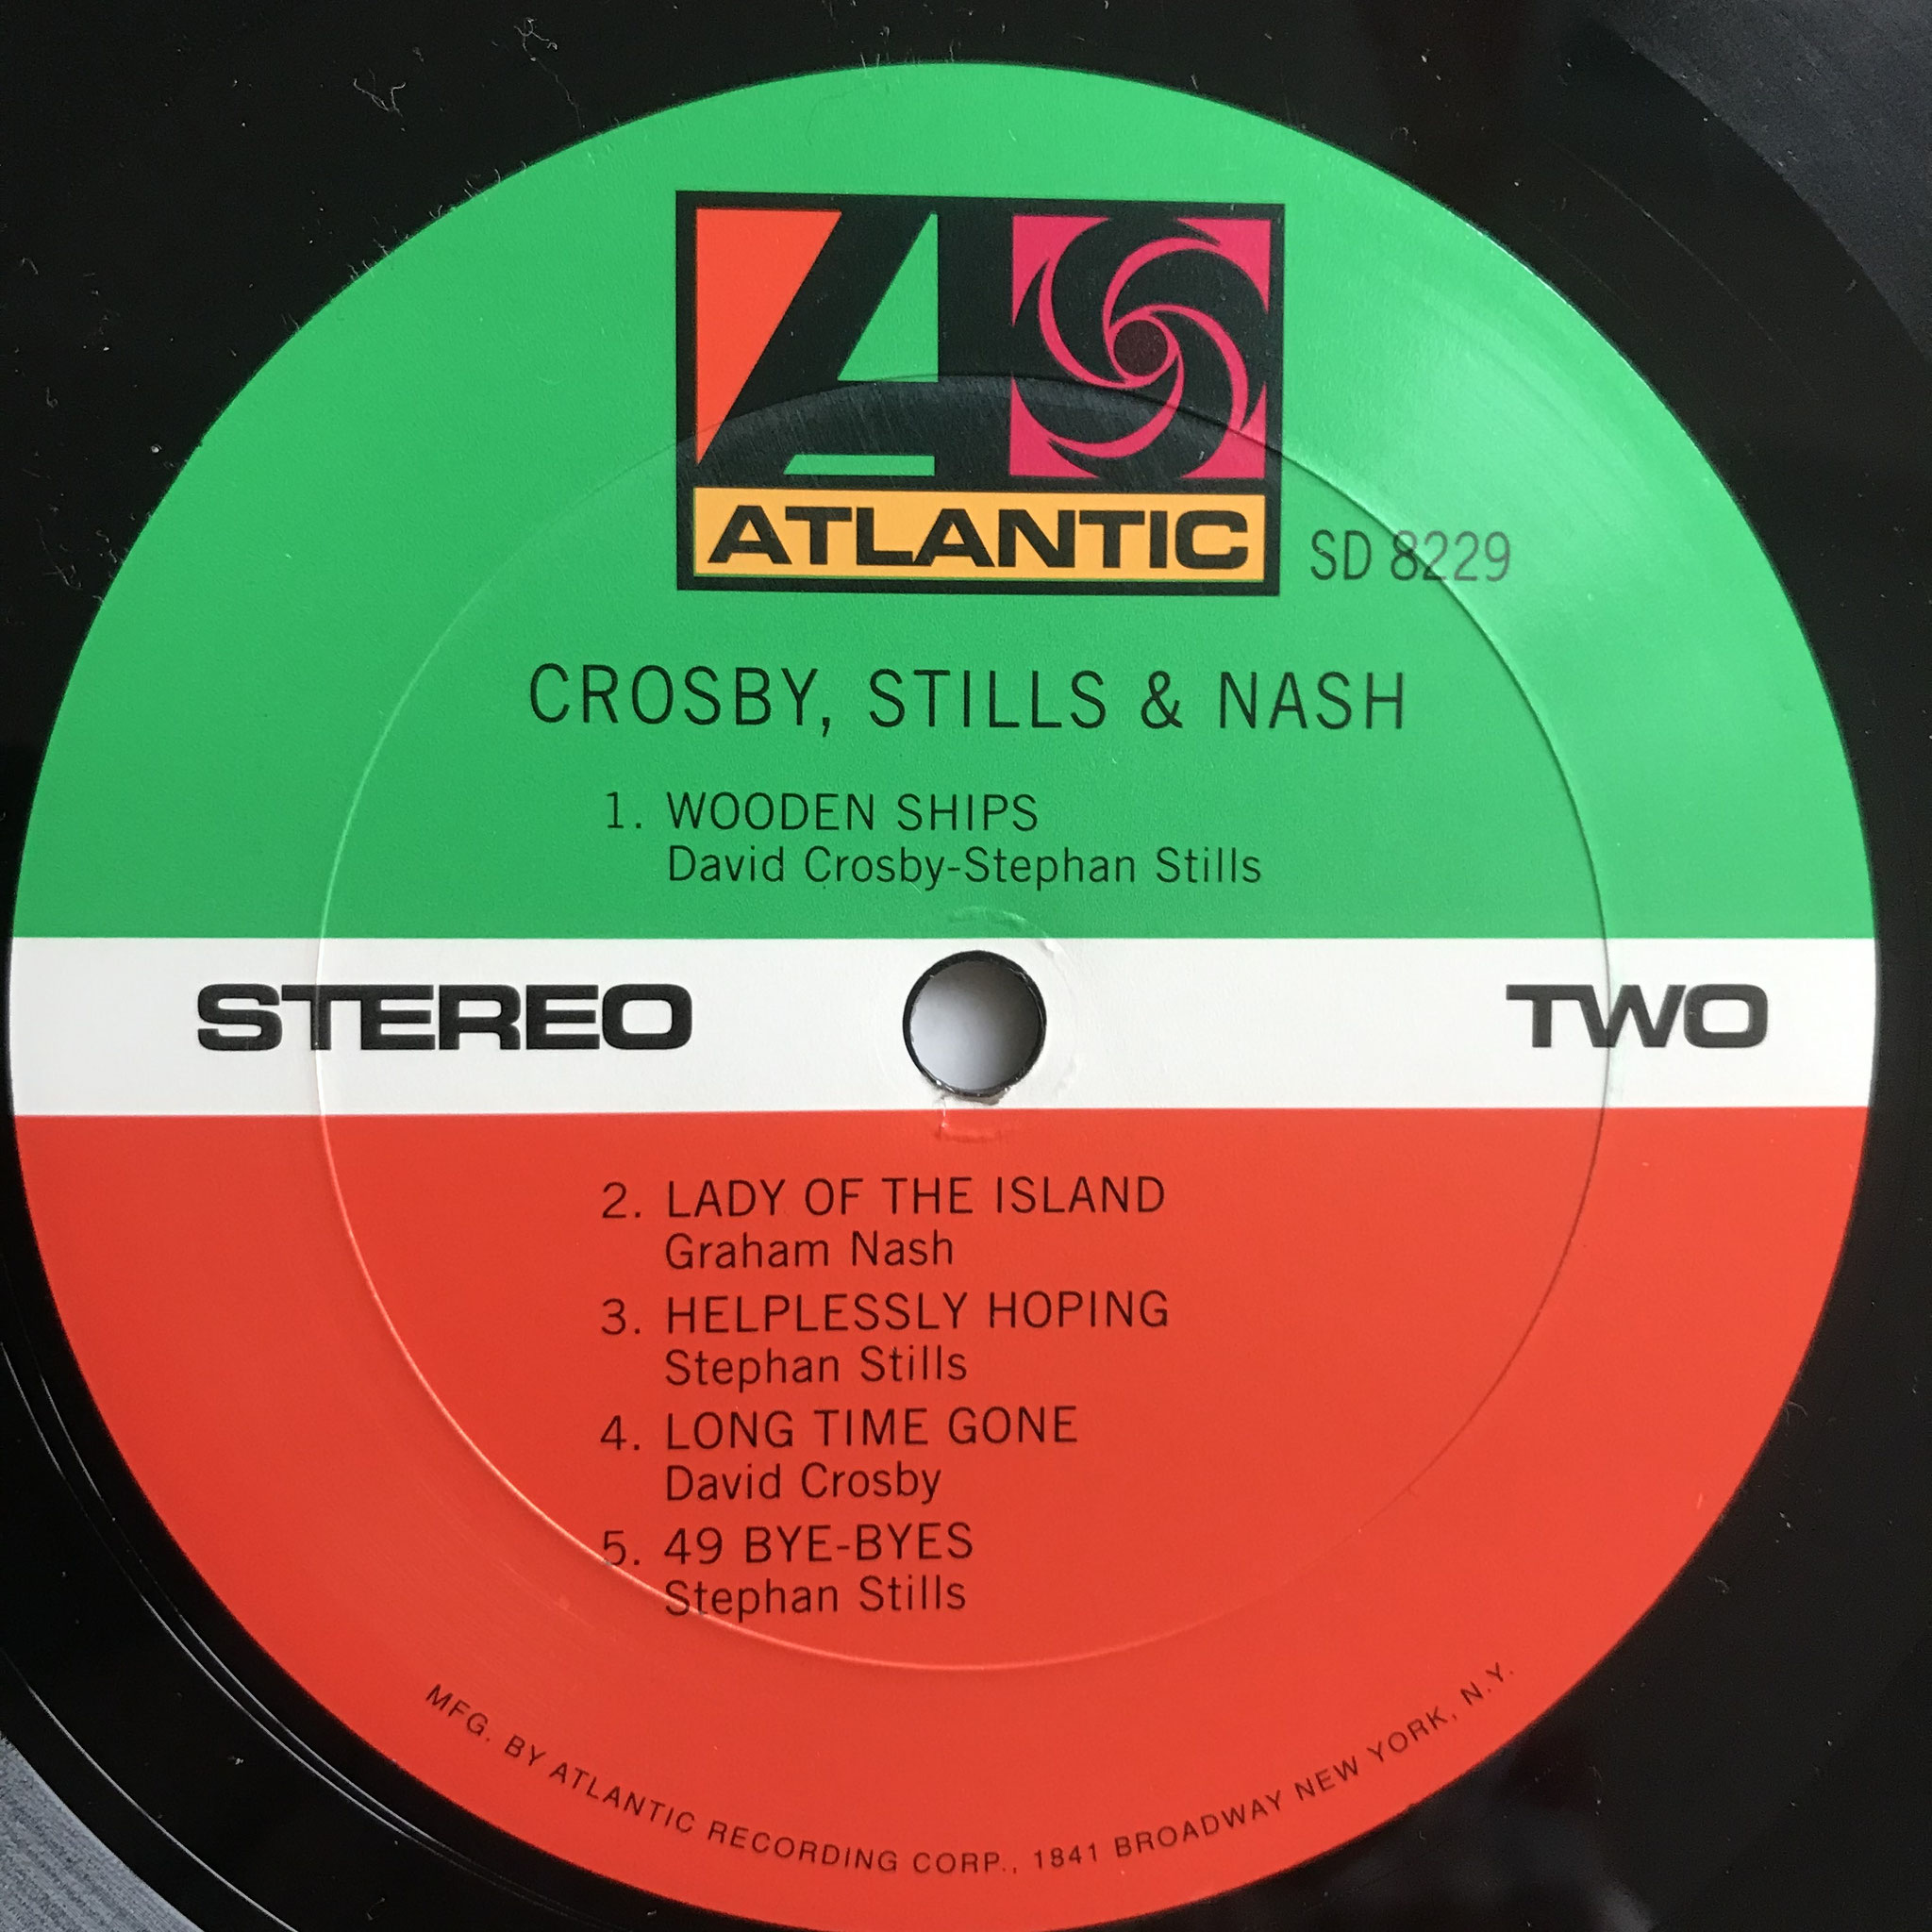 ATLANTIC
SD 8229
CROSBY, STILLS & NASH
1. WOODEN SHIPS
David Crosby-Stephan Stills
STEREO
TWO
2. LADY OF THE ISLAND
Graham Nash
3. HELPLESSLY HOPING
Stephan Stills
4. LONG TIME GONE
David Crosby
5. 49 BYE-BYES
Stephan Stills
MFG. BY ATLANTIC RECORDING CORP., 1841 BROADWAY NEW YORK, N.Y.